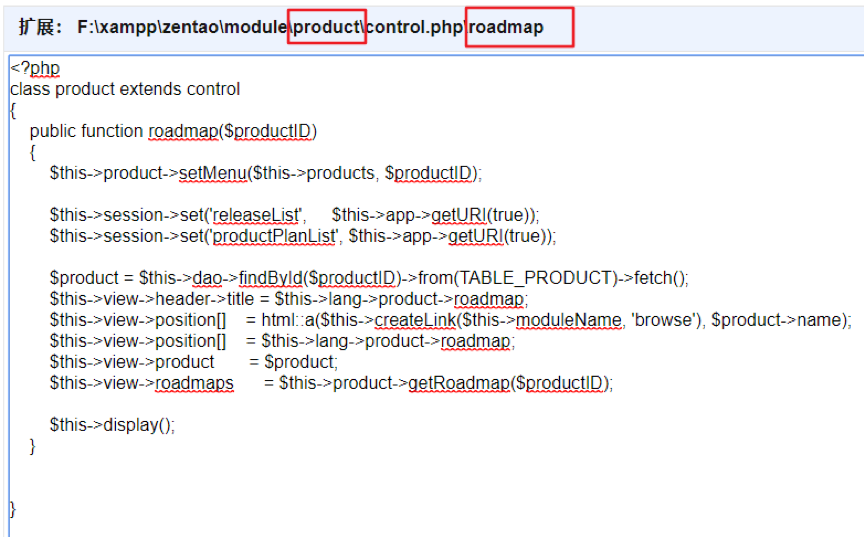 扩展： F:\xampp\zentao\module\product\control.php\roadmap
<?php
class product extends control
{
    public function roadmap($productID)
    {
        $this->product->setMenu($this->products, $productID);

        $this->session->set('releaseList',     $this->app->getURI(true));
        $this->session->set('productPlanList', $this->app->getURI(true));

        $product = $this->dao->findById($productID)->from(TABLE_PRODUCT)->fetch();
        $this->view->header->title = $this->lang->product->roadmap;
        $this->view->position[]    = html::a($this->createLink($this->moduleName, 'browse'), $product->name);
        $this->view->position[]    = $this->lang->product->roadmap;
        $this->view->product       = $product;
        $this->view->roadmaps      = $this->product->getRoadmap($productID);

        $this->display();
    }


}